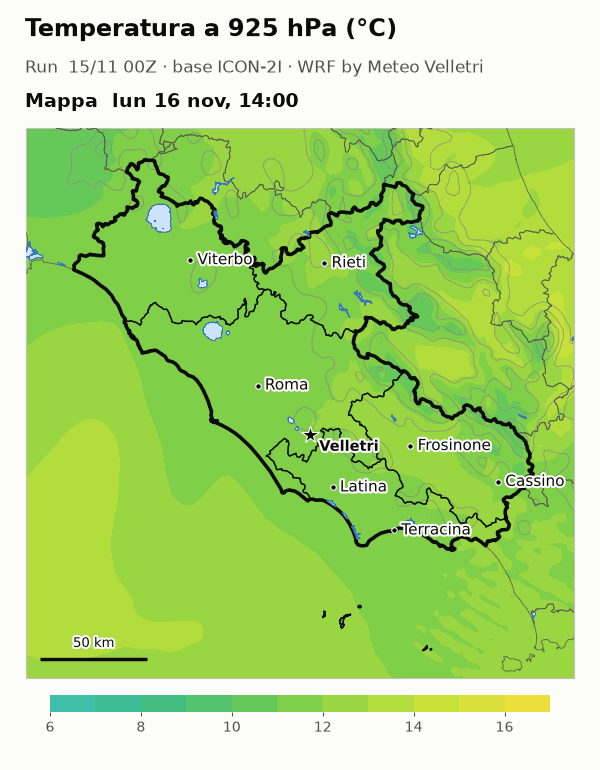 Temperatura a 925 hPa (°C)
Run  15/11 00Z · base ICON-2I · WRF by Meteo Velletri
Mappa  lun 16 nov, 14:00
Viterbo
Rieti
Roma
Velletri
Frosinone
Cassino
Latina
Terracina
50 km
6 8 10 12 14 16